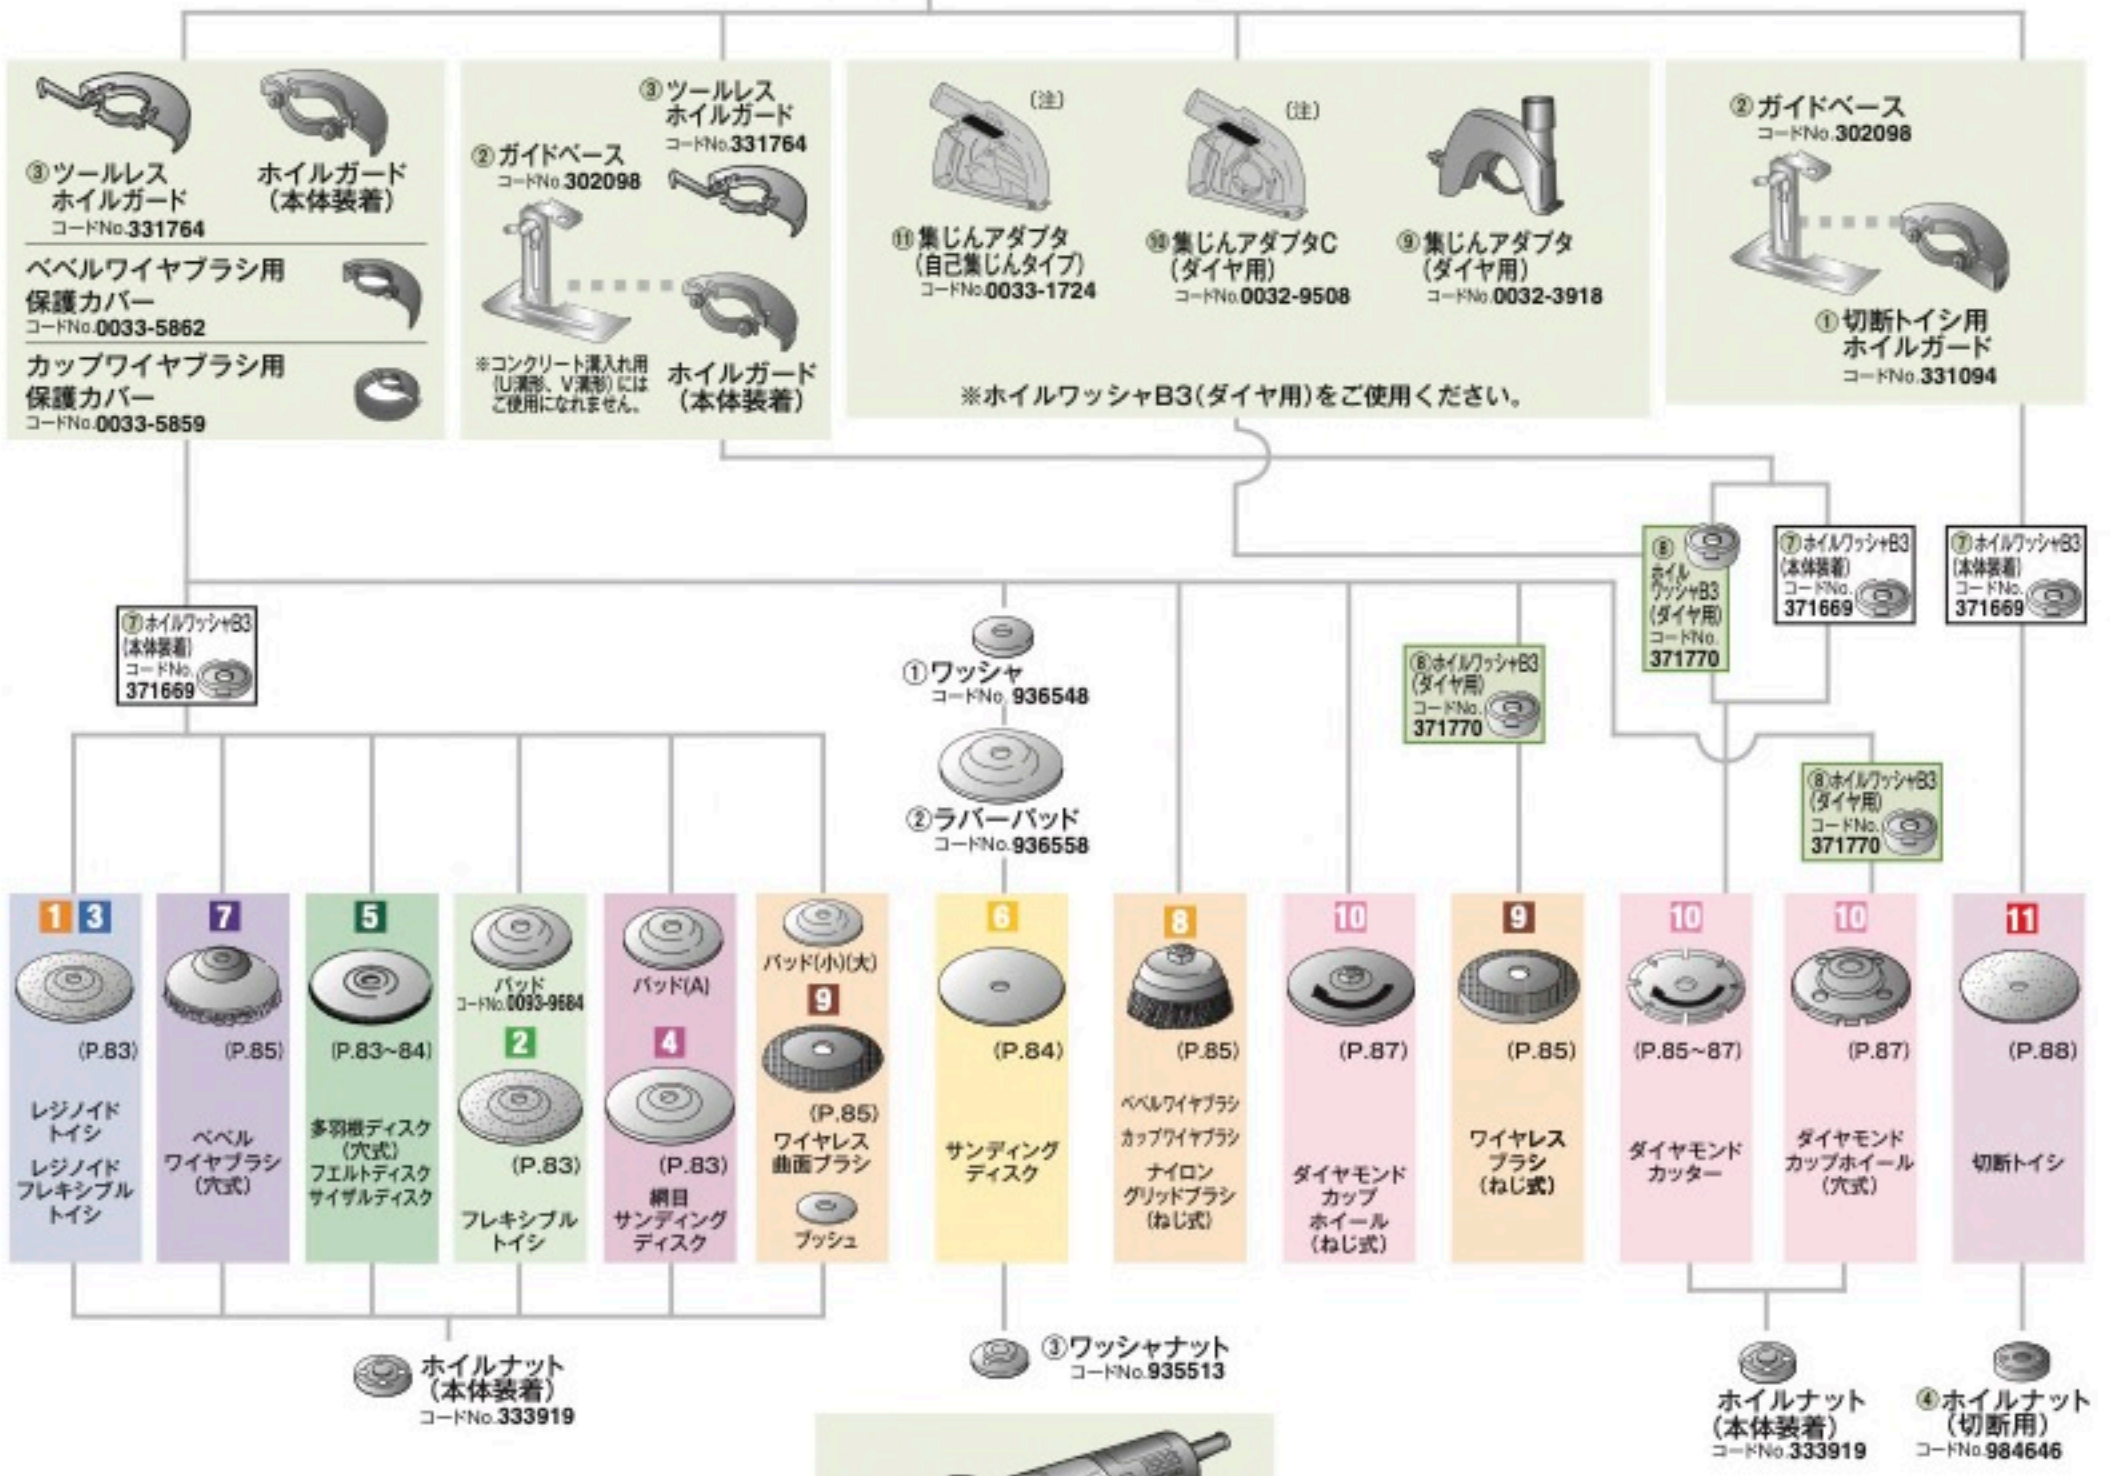 ③ツールレス
ホイルガード
コードNo.331764
ホイルガード
(本体装着)
ベベルワイヤブラシ用
保護カバー
コードNo.0033-5862
カップワイヤブラシ用
保護カバー
コードNo.0033-5859
③ツールレス
ホイルガード
コードNo.331764
②ガイドベース
コードNo.302098
※コンクリート溝入れ用
(U溝形、V溝形)には
ご使用になれません。
ホイルガード
(本体装着)
(注)
⑪集じんアダプタ
(自己集じんタイプ)
コードNo.0033-1724
(注)
⑩集じんアダプタC
(ダイヤ用)
コードNo.0032-9508
⑨集じんアダプタ
(ダイヤ用)
コードNo.0032-3918
※ホイルワッシャB3(ダイヤ用)をご使用ください。
②ガイドベース
コードNo.302098
①切断トイシ用
ホイルガード
コードNo.331094
⑧
ホイル
ワッシャB3
(ダイヤ用)
コードNo.
371770
⑦ホイルワッシャB3
(本体装着)
コードNo.
371669
⑦ホイルワッシャB3
(本体装着)
コードNo.
371669
⑦ホイルワッシャB3
(本体装着)
コードNo.
371669
①ワッシャ
コードNo.936548
②ラバーパッド
コードNo.936558
⑧ホイルワッシャB3
(ダイヤ用)
コードNo.
371770
⑧ホイルワッシャB3
(ダイヤ用)
コードNo.
371770
1 3
(P.83)
レジノイド
トイシ
レジノイド
フレキシブル
トイシ
7
(P.85)
ベベル
ワイヤブラシ
(穴式)
5
(P.83~84)
多羽根ディスク
(穴式)
フエルトディスク
サイザルディスク
パッド
コードNo.0093-9684
2
(P.83)
フレキシブル
トイシ
パッド(A)
4
(P.83)
網目
サンディング
ディスク
パッド(小)(大)
9
(P.85)
ワイヤレス
曲面ブラシ
ブッシュ
6
(P.84)
サンディング
ディスク
8
(P.85)
ベベルワイヤブラシ
カップワイヤブラシ
ナイロン
グリッドブラシ
(ねじ式)
10
(P.87)
ダイヤモンド
カップ
ホイール
(ねじ式)
9
(P.85)
ワイヤレス
ブラシ
(ねじ式)
10
(P.85~87)
ダイヤモンド
カッター
10
(P.87)
ダイヤモンド
カップホイール
(穴式)
11
(P.88)
切断トイシ
ホイルナット
(本体装着)
コードNo.333919
③ワッシャナット
コードNo.935513
ホイルナット
(本体装着)
コードNo.333919
④ホイルナット
(切断用)
コードNo.984646